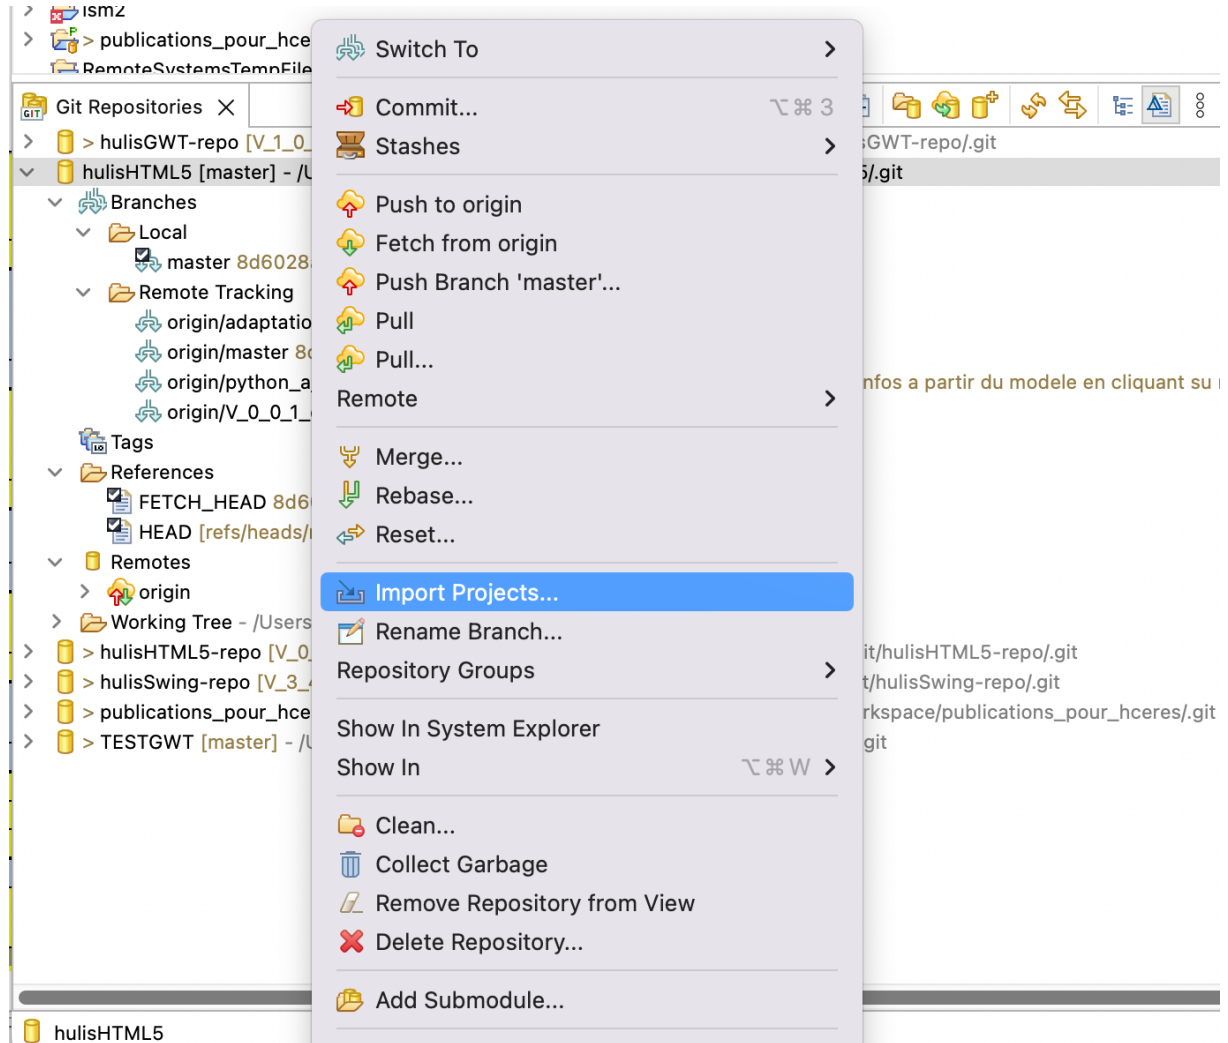 ism2
> publications_pour_hce
RemoteSystemsTempFile
Git Repositories
> hulisGWT-repo [V_1_0_
GWT-repo/.git
hulisHTML5 [master] - /U
5/.git
Branches
Local
master 8d6028
Remote Tracking
origin/adaptatio
origin/master 8
origin/python_a
nfos a partir du modele en cliquant su
origin/V_0_0_1_
Tags
References
FETCH_HEAD 8d6
HEAD [refs/heads/
Remotes
origin
Working Tree - /Users
> hulisHTML5-repo [V_0_
it/hulisHTML5-repo/.git
> hulisSwing-repo [V_3_
t/hulisSwing-repo/.git
> publications_pour_hce
rkspace/publications_pour_hceres/.git
> TESTGWT [master] - /U
git
hulisHTML5
Switch To
Commit... ⌥⌘3
Stashes
Push to origin
Fetch from origin
Push Branch 'master'...
Pull
Pull...
Remote
Merge...
Rebase...
Reset...
Import Projects...
Rename Branch...
Repository Groups
Show In System Explorer
Show In ⌥⌘W
Clean...
Collect Garbage
Remove Repository from View
Delete Repository...
Add Submodule...